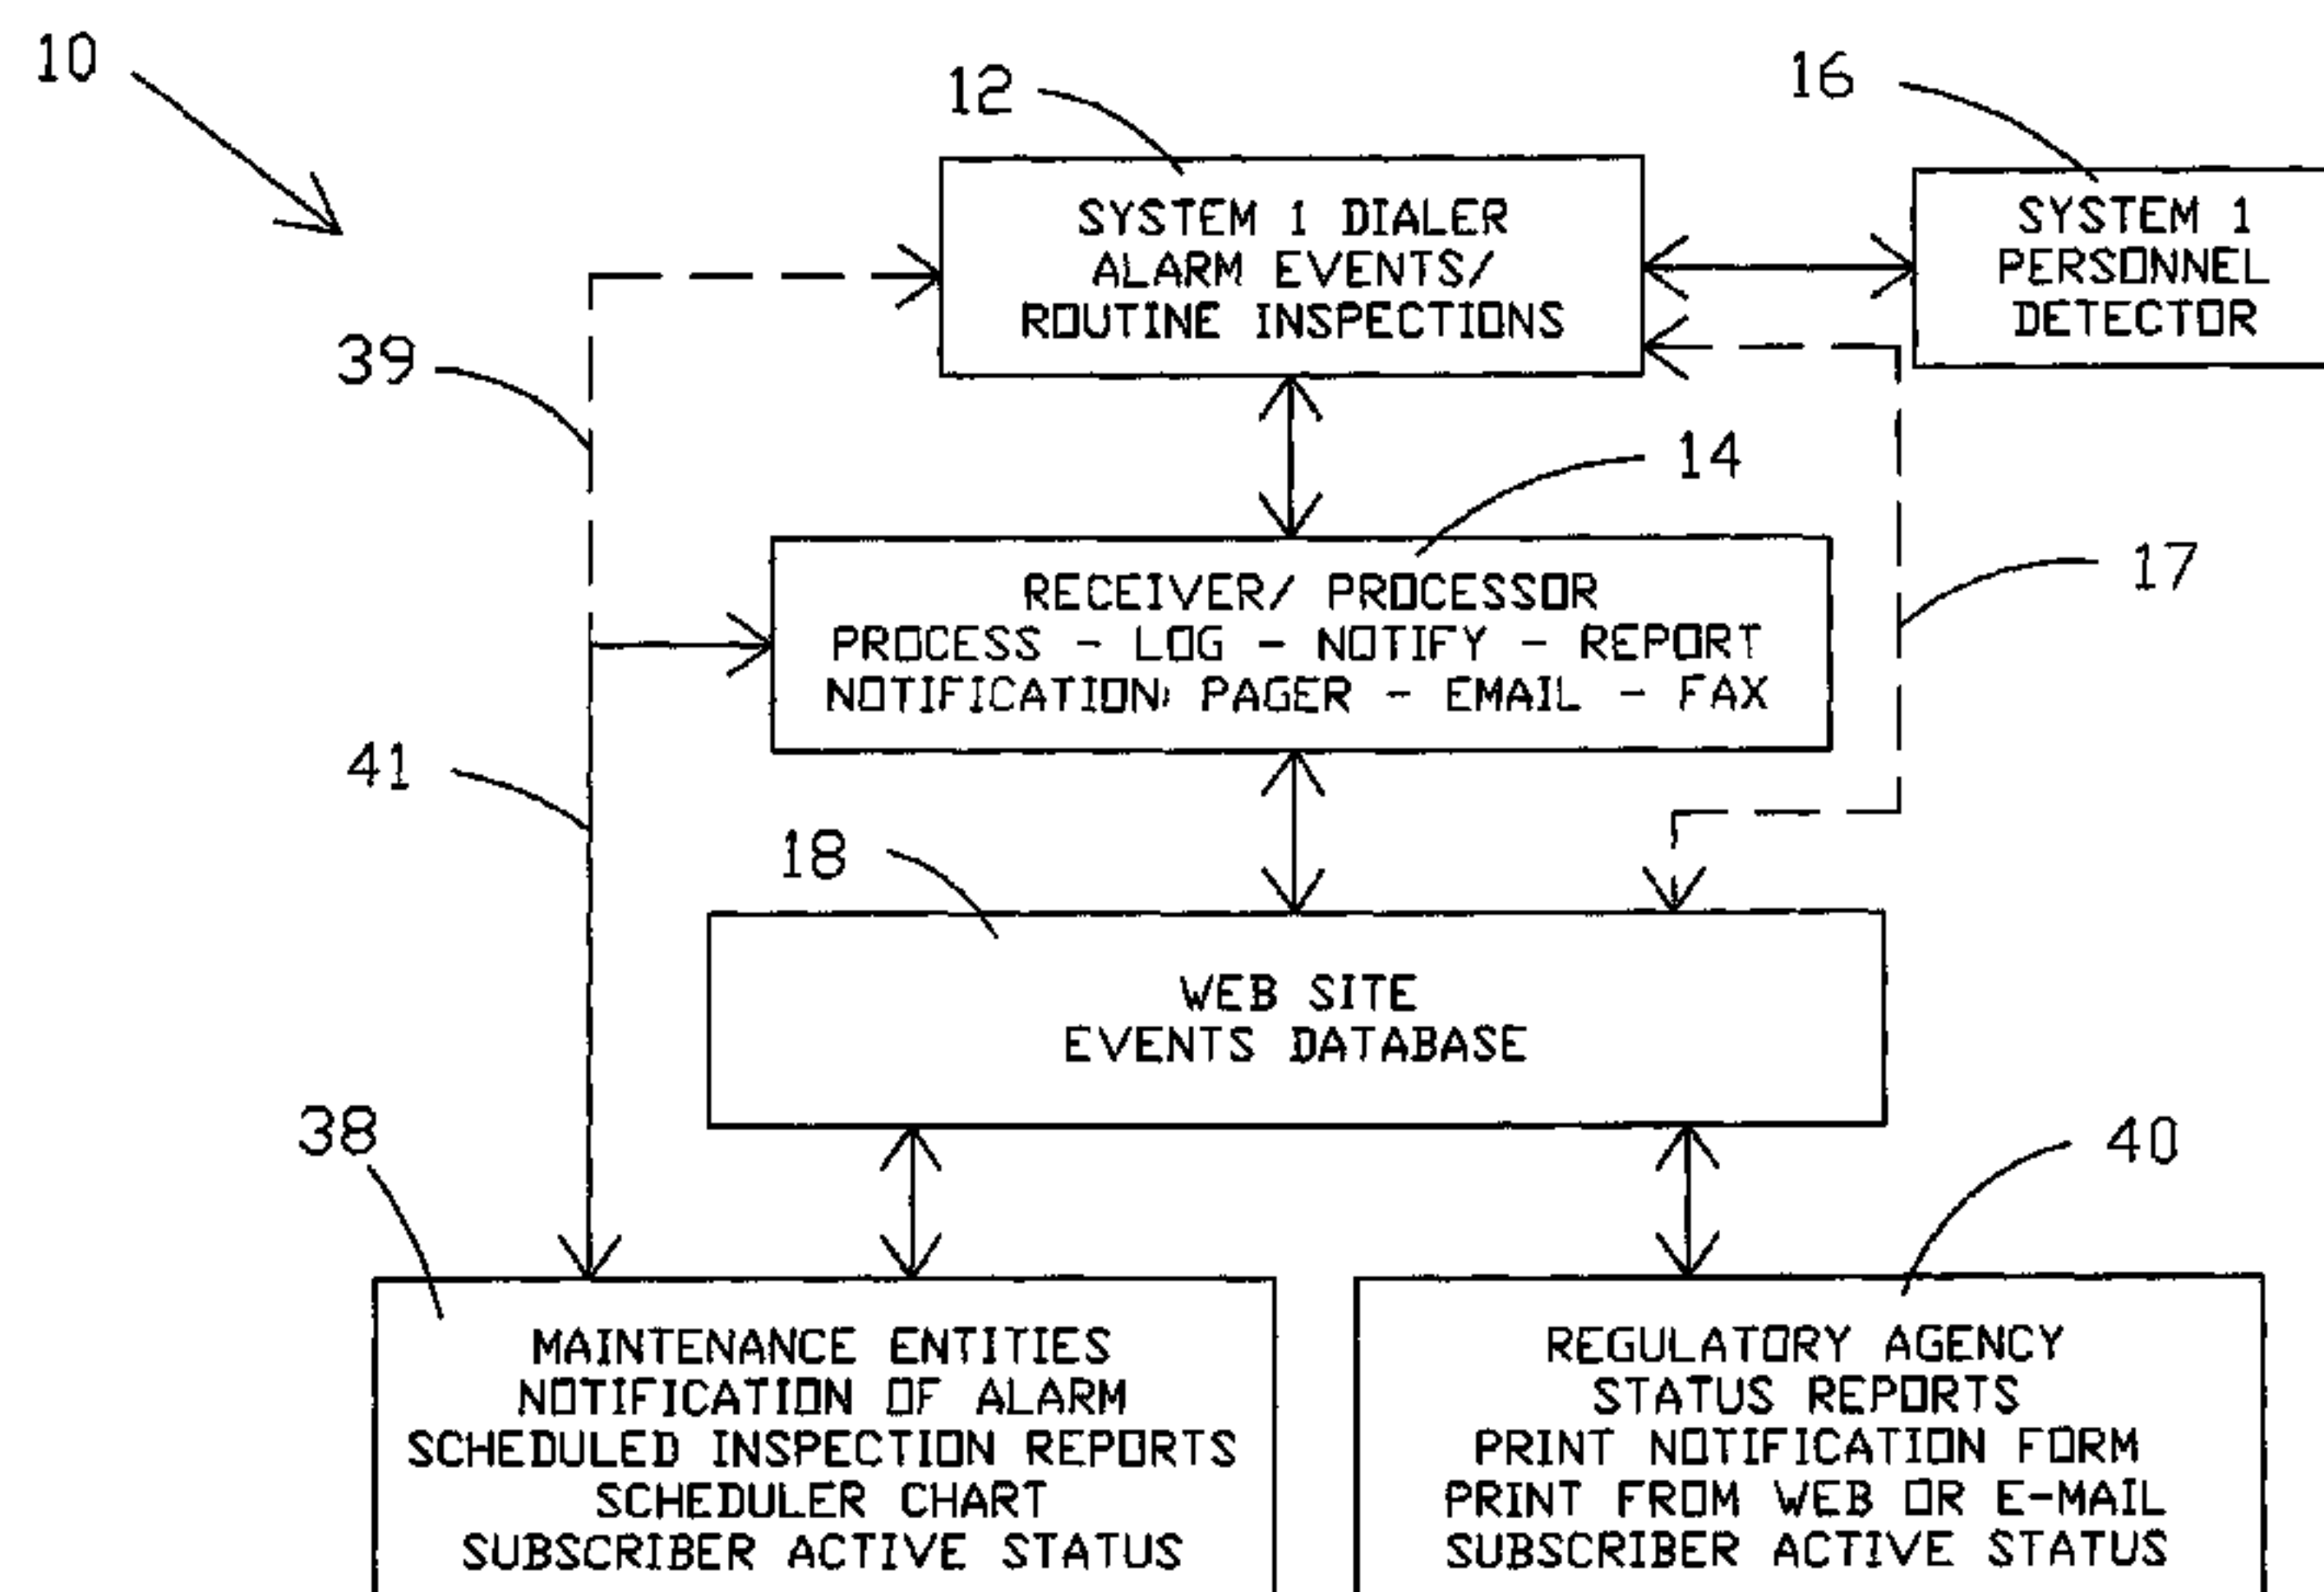 10
12
16
SYSTEM 1 DIALER
ALARM EVENTS/
ROUTINE INSPECTIONS
SYSTEM 1
PERSONNEL
DETECTOR
39
14
RECEIVER/ PROCESSOR
PROCESS - LOG - NOTIFY - REPORT
NOTIFICATION: PAGER - EMAIL - FAX
17
41
18
WEB SITE
EVENTS DATABASE
38
40
MAINTENANCE ENTITIES
NOTIFICATION OF ALARM
SCHEDULED INSPECTION REPORTS
SCHEDULER CHART
SUBSCRIBER ACTIVE STATUS
REGULATORY AGENCY
STATUS REPORTS
PRINT NOTIFICATION FORM
PRINT FROM WEB OR E-MAIL
SUBSCRIBER ACTIVE STATUS